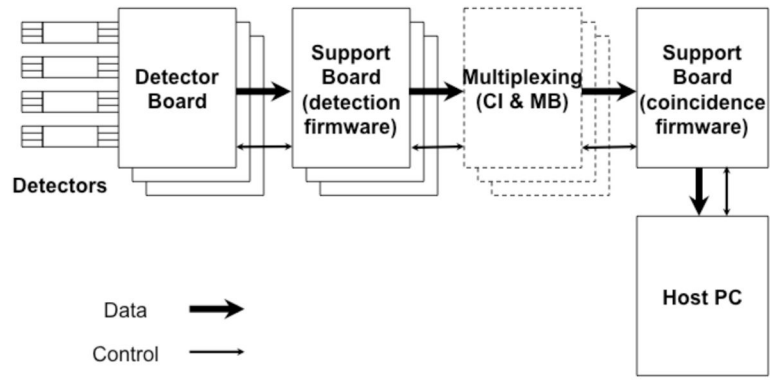 Detector
Board
Support
Board
(detection
firmware)
Multiplexing
(CI & MB)
Support
Board
(coincidence
firmware)
Detectors
Host PC
Data
Control